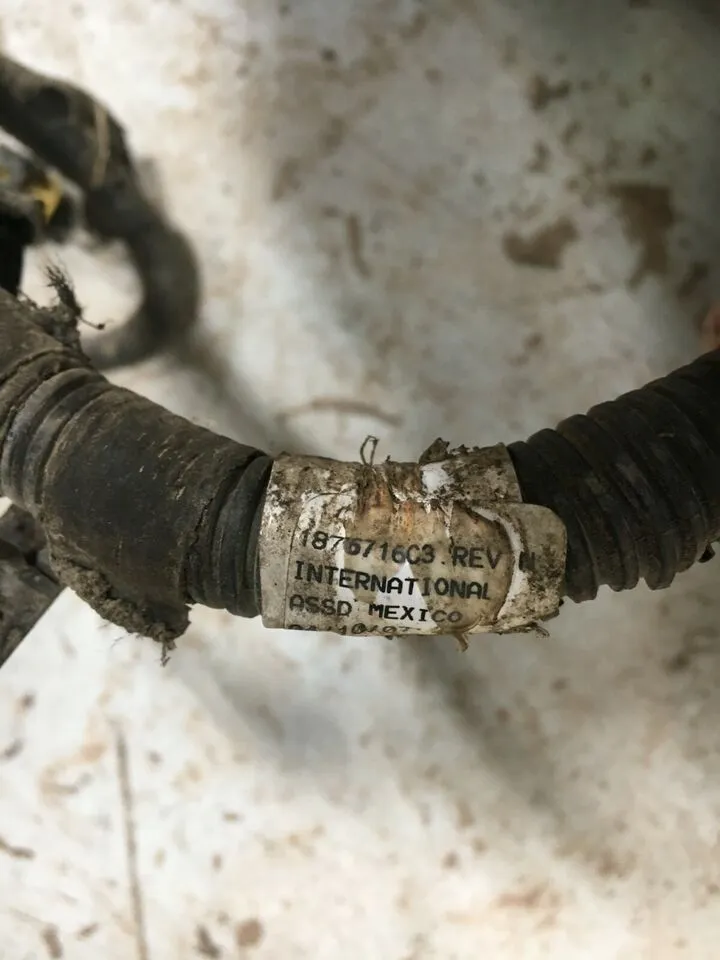 1876716C3 REV N
INTERNATIONAL
ASSD MEXICO